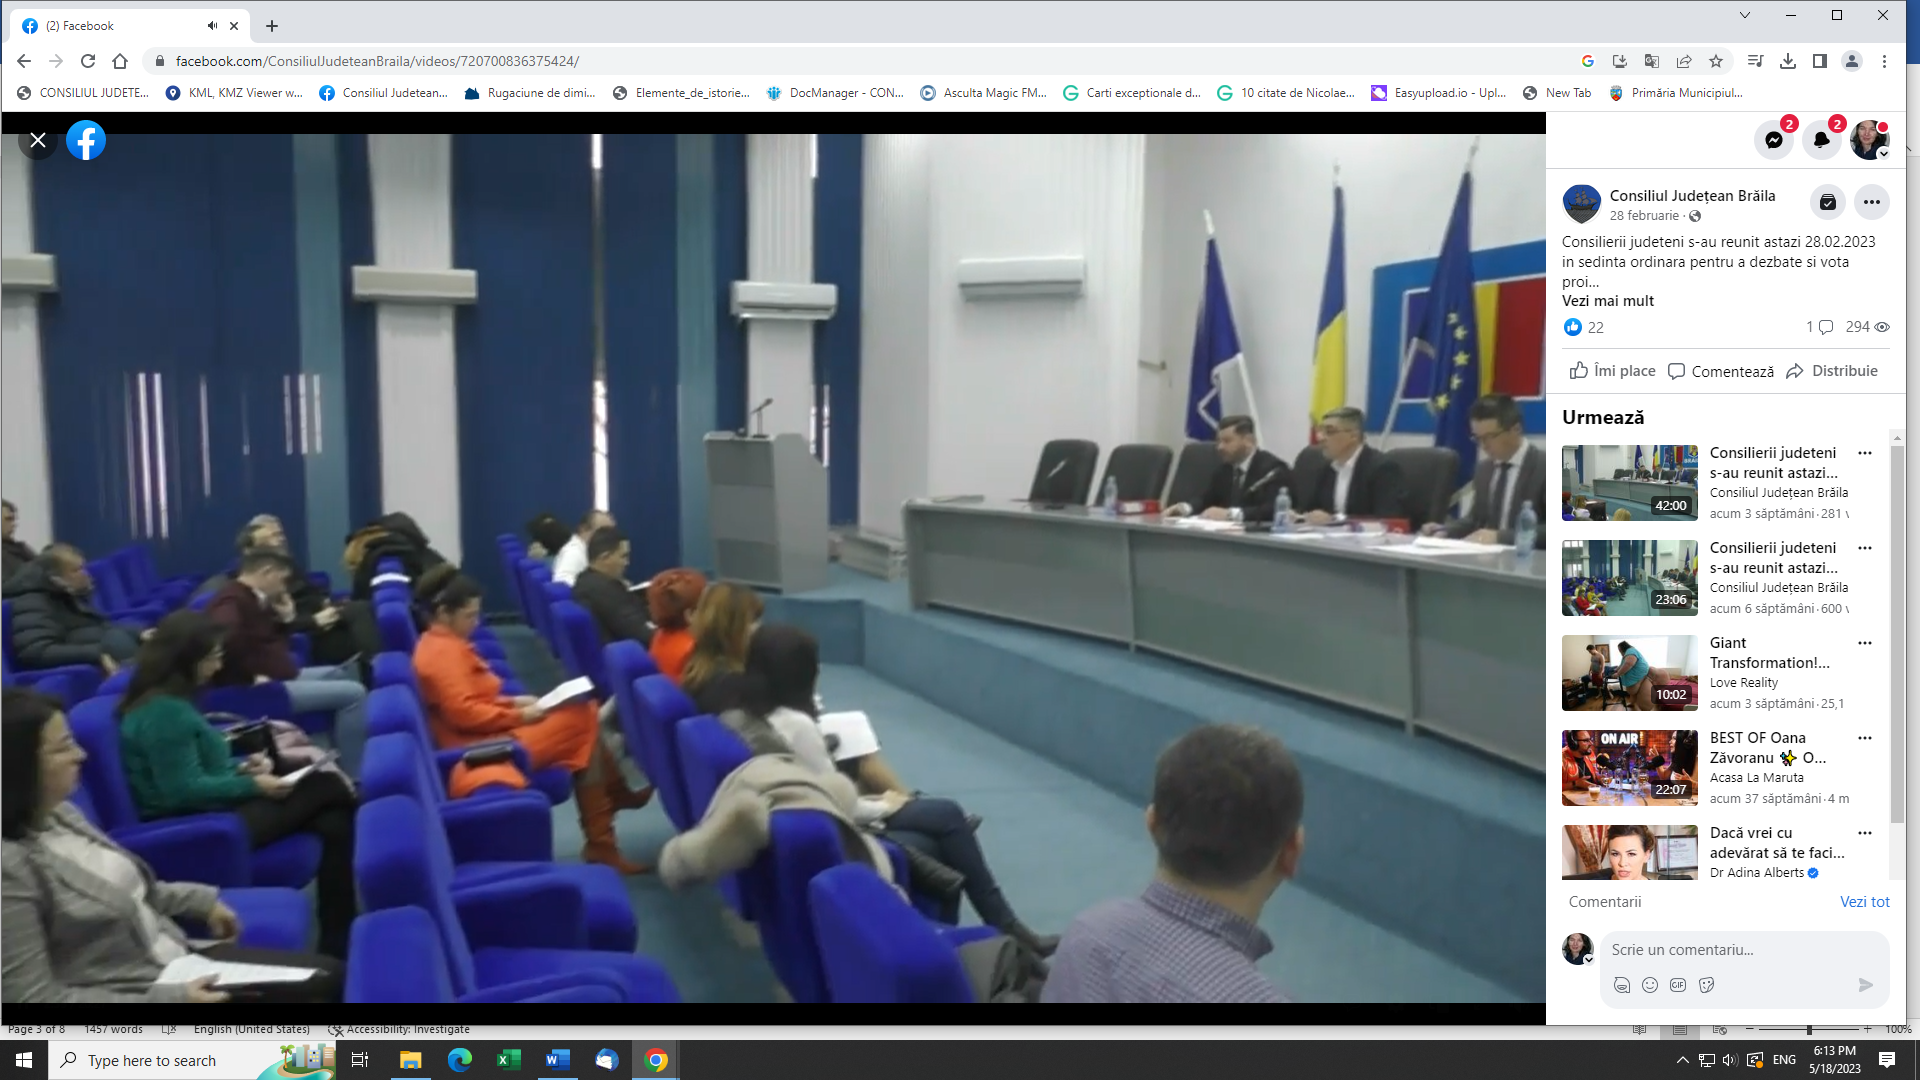 (2) Facebook
facebook.com/ConsiliulJudeteanBraila/videos/720700836375424/
CONSILIUL JUDETE...
KML, KMZ Viewer w...
Consiliul Judetean...
Rugaciune de dimi...
Elemente_de_istorie...
DocManager - CON...
Asculta Magic FM...
Carti exceptionale d...
10 citate de Nicolae...
Easyupload.io - Upl...
New Tab
Primăria Municipiul...
2
2
Consiliul Județean Brăila
28 februarie ·
Consilierii judeteni s-au reunit astazi 28.02.2023
in sedinta ordinara pentru a dezbate si vota
proi...
Vezi mai mult
22
1
294
Îmi place
Comentează
Distribuie
Urmează
Consilierii judeteni
s-au reunit astazi...
Consiliul Județean Brăila
acum 3 săptămâni · 281 v
42:00
Consilierii judeteni
s-au reunit astazi...
Consiliul Județean Brăila
acum 6 săptămâni · 600 v
23:06
Giant
Transformation!...
Love Reality
acum 3 săptămâni · 25,1
10:02
ON AIR
BEST OF Oana
Zăvoranu ✨ O...
Acasa La Maruta
acum 37 săptămâni · 4 m
22:07
Dacă vrei cu
adevărat să te faci...
Dr Adina Alberts
Comentarii
Vezi tot
Scrie un comentariu...
GIF
Page 3 of 8
1457 words
English (United States)
Accessibility: Investigate
100%
Type here to search
ENG
6:13 PM
5/18/2023